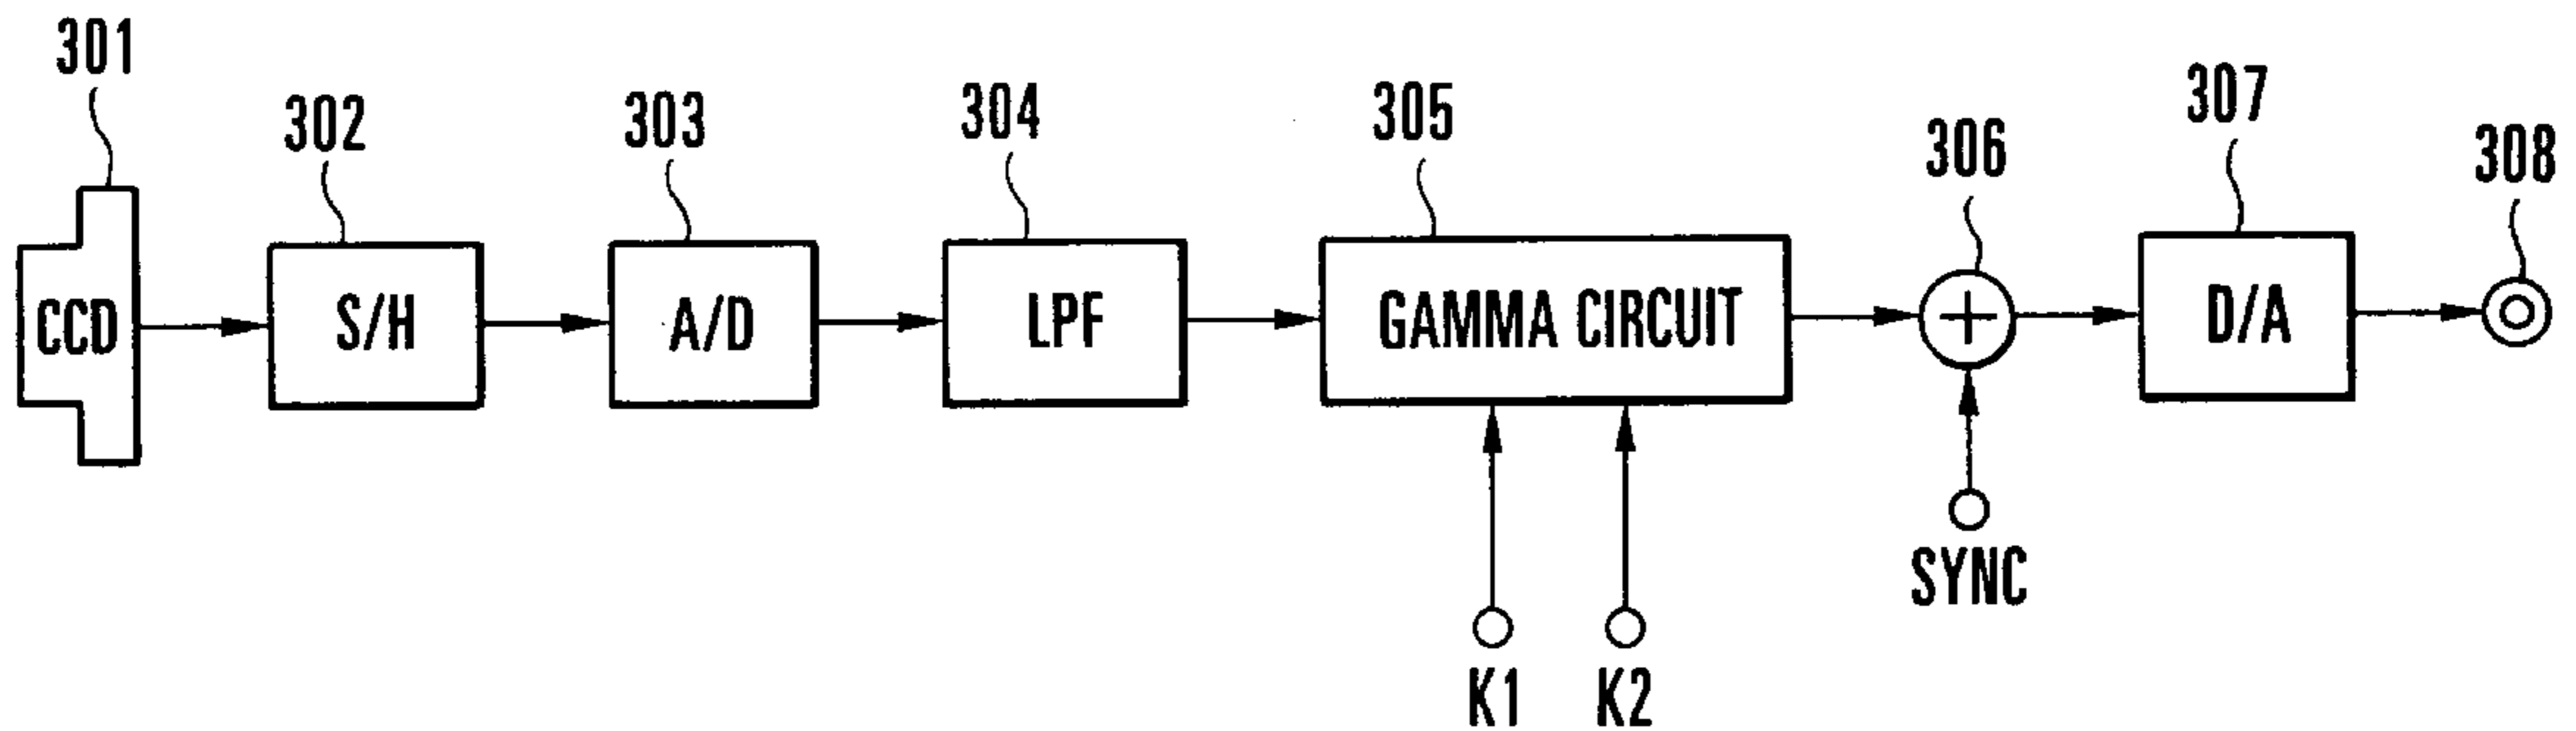 301
302
303
304
305
306
307
308
CCD
S/H
A/D
LPF
GAMMA CIRCUIT
+
D/A
SYNC
K1
K2